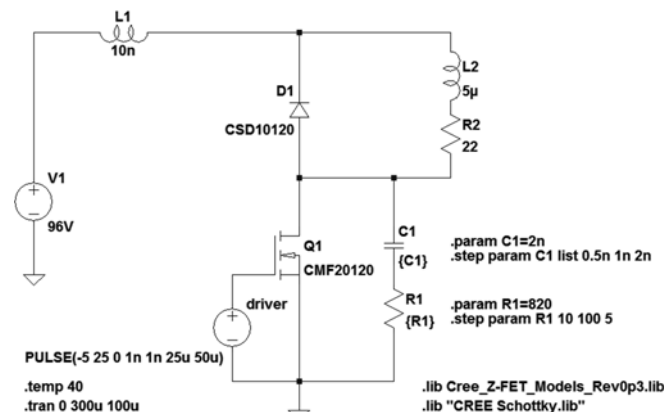 L1
10n
L2
5µ
D1
CSD10120
R2
22
V1
96V
C1
{C1}
.param C1=2n
.step param C1 list 0.5n 1n 2n
Q1
CMF20120
driver
R1
{R1}
.param R1=820
.step param R1 10 100 5
PULSE(-5 25 0 1n 1n 25u 50u)
.temp 40
.tran 0 300u 100u
.lib Cree_Z-FET_Models_Rev0p3.lib
.lib "CREE Schottky.lib"